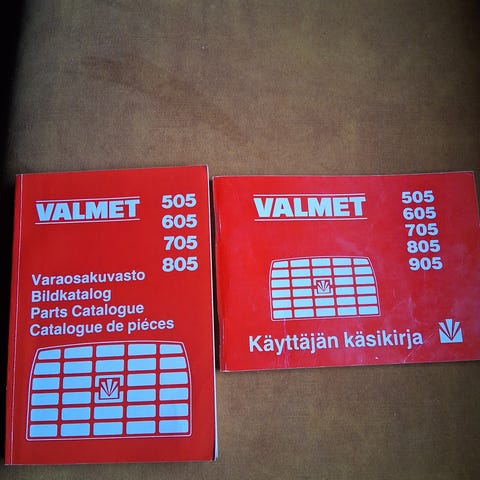 VALMET 505
605
705
805
Varaosakuvasto
Bildkatalog
Parts Catalogue
Catalogue de piéces
VALMET 505
605
705
805
905
Käyttäjän käsikirja